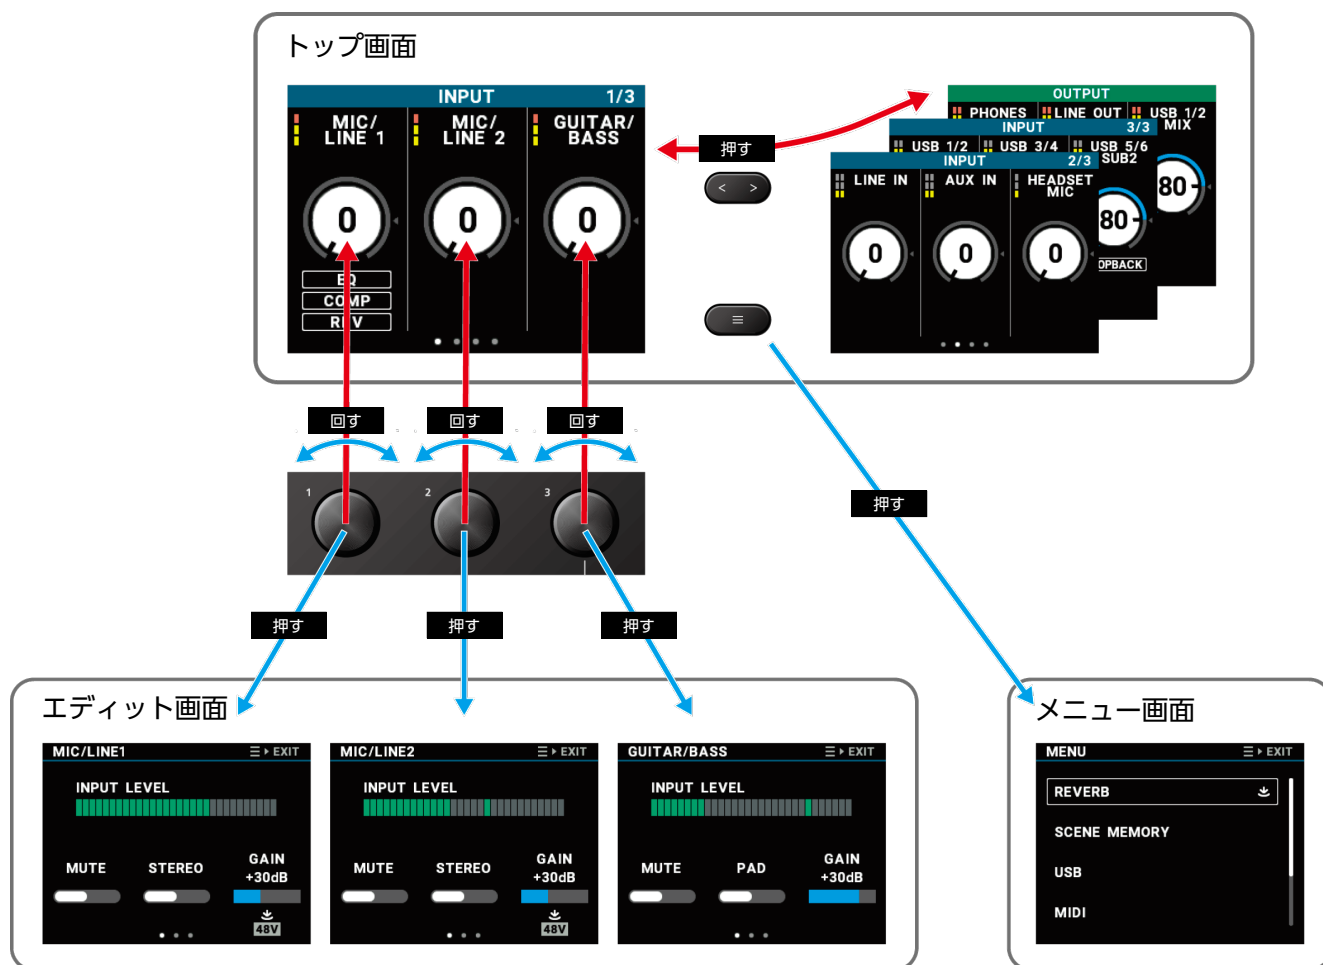 トップ画面
INPUT 1/3
MIC/
LINE 1
MIC/
LINE 2
GUITAR/
BASS
0
0
0
EQ
COMP
REV
押す
< >
≡
OUTPUT
PHONES LINE OUT USB 1/2
MIX
80
INPUT 3/3
USB 1/2 USB 3/4 USB 5/6
SUB2
80
OPBACK
INPUT 2/3
LINE IN AUX IN HEADSET
MIC
0
0
0
回す
回す
回す
1
2
3
押す
押す
押す
押す
エディット画面
MIC/LINE1 ☰ ▶ EXIT
INPUT LEVEL
MUTE STEREO GAIN
+30dB
48V
MIC/LINE2 ☰ ▶ EXIT
INPUT LEVEL
MUTE STEREO GAIN
+30dB
48V
GUITAR/BASS ☰ ▶ EXIT
INPUT LEVEL
MUTE PAD GAIN
+30dB
メニュー画面
MENU ☰ ▶ EXIT
REVERB
SCENE MEMORY
USB
MIDI